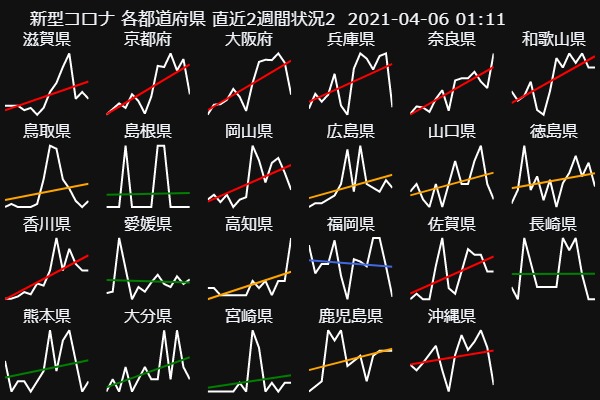 新型コロナ 各都道府県 直近2週間状況2 2021-04-06 01:11
滋賀県 京都府 大阪府 兵庫県 奈良県 和歌山県
鳥取県 島根県 岡山県 広島県 山口県 徳島県
香川県 愛媛県 高知県 福岡県 佐賀県 長崎県
熊本県 大分県 宮崎県 鹿児島県 沖縄県